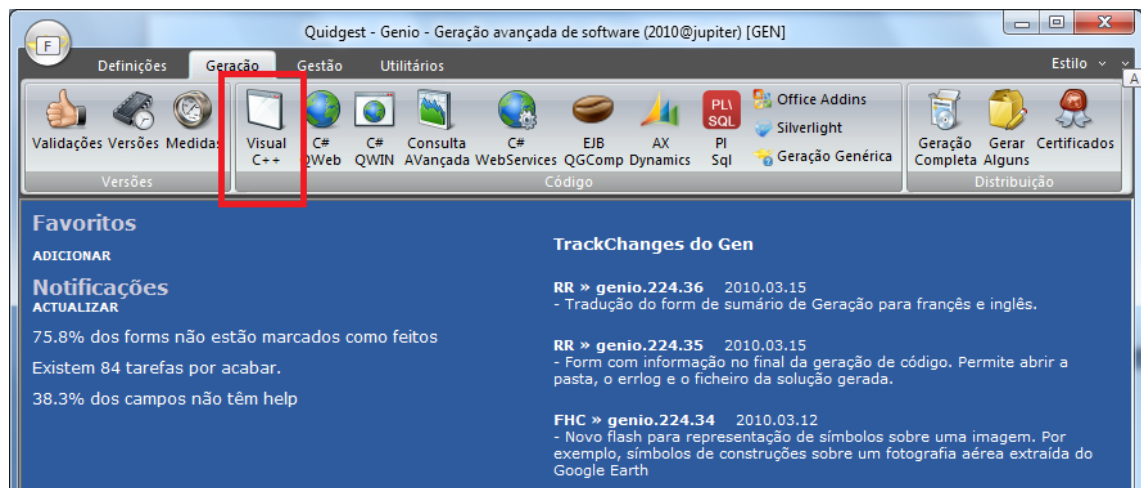 Quidgest - Genio - Geração avançada de software (2010@jupiter) [GEN]
F
Definições Geração Gestão Utilitários Estilo
A
Validações Versões Medidas
Visual C++
C# QWeb
C# QWIN
Consulta AVançada
C# WebServices
EJB QGComp
AX Dynamics
PL\SQL
Pl Sql
Office Addins
Silverlight
Geração Genérica
Geração Completa
Gerar Alguns
Certificados
Versões Código Distribuição
Favoritos
ADICIONAR
Notificações
ACTUALIZAR
75.8% dos forms não estão marcados como feitos
Existem 84 tarefas por acabar.
38.3% dos campos não têm help
TrackChanges do Gen
RR » genio.224.36 2010.03.15
- Tradução do form de sumário de Geração para françês e inglês.
RR » genio.224.35 2010.03.15
- Form com informação no final da geração de código. Permite abrir a
pasta, o errlog e o ficheiro da solução gerada.
FHC » genio.224.34 2010.03.12
- Novo flash para representação de símbolos sobre uma imagem. Por
exemplo, símbolos de construções sobre um fotografia aérea extraída do
Google Earth